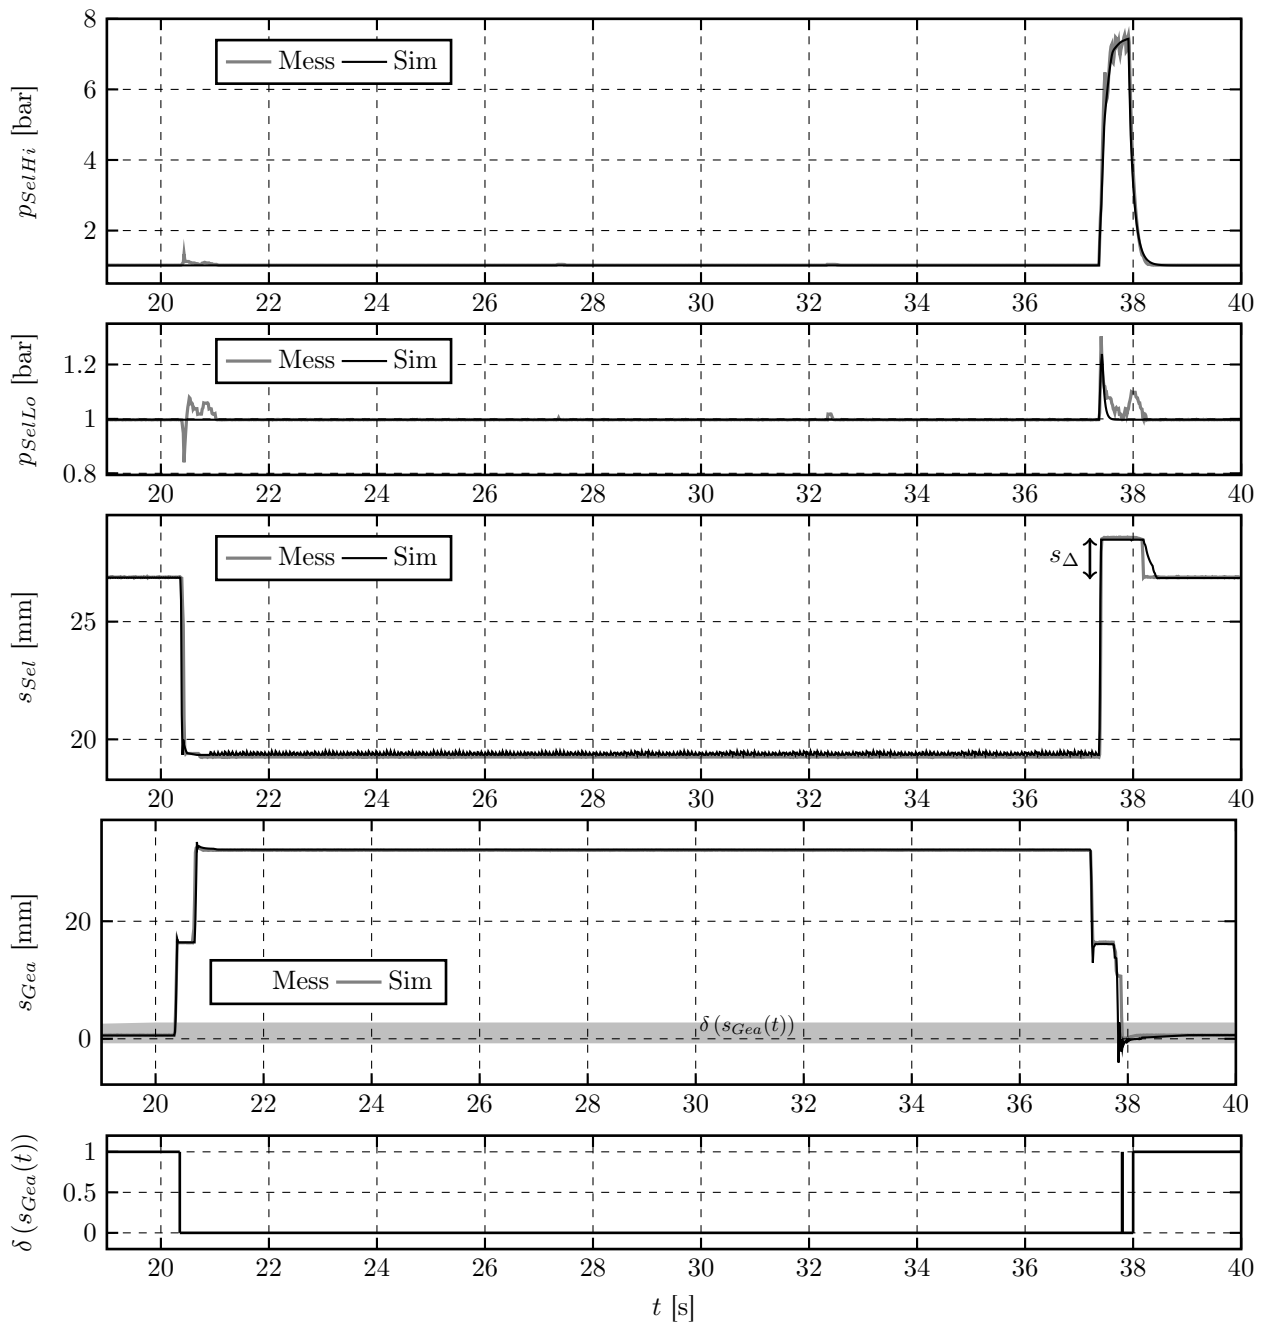 8
6
4
2
p_{SelHi} [bar]
Mess Sim
20 22 24 26 28 30 32 34 36 38 40
1.2
1
0.8
p_{SelLo} [bar]
Mess Sim
20 22 24 26 28 30 32 34 36 38 40
25
20
s_{Sel} [mm]
Mess Sim
s_Δ
20 22 24 26 28 30 32 34 36 38 40
20
0
s_{Gea} [mm]
Mess Sim
δ (s_{Gea}(t))
20 22 24 26 28 30 32 34 36 38 40
1
0.5
0
δ (s_{Gea}(t))
20 22 24 26 28 30 32 34 36 38 40
t [s]